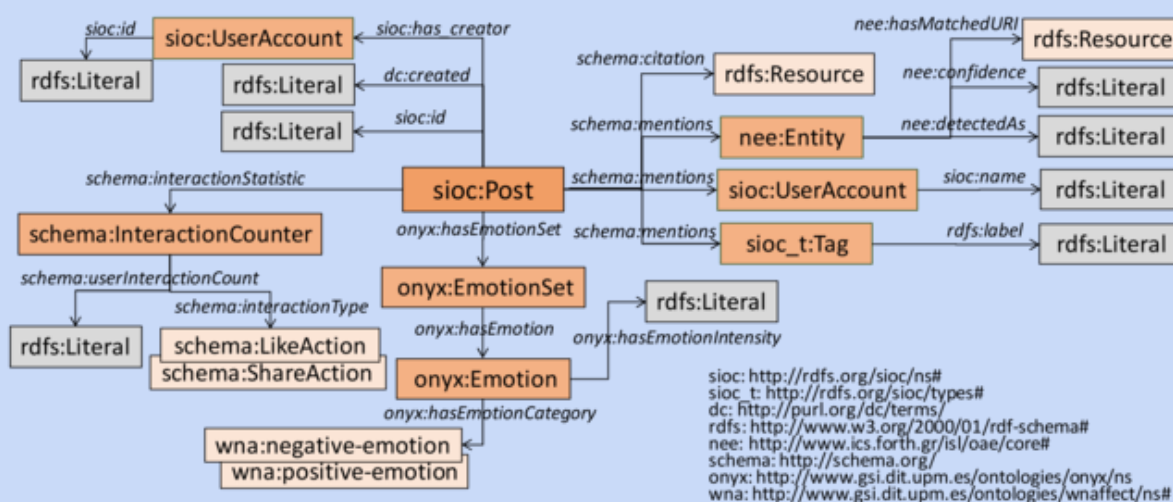 sioc:id
sioc:UserAccount
sioc:has_creator
rdfs:Literal
dc:created
rdfs:Literal
sioc:id
rdfs:Literal
nee:hasMatchedURI
rdfs:Resource
schema:citation
rdfs:Resource
nee:confidence
rdfs:Literal
schema:mentions
nee:Entity
nee:detectedAs
rdfs:Literal
schema:interactionStatistic
sioc:Post
schema:mentions
sioc:UserAccount
sioc:name
rdfs:Literal
schema:InteractionCounter
onyx:hasEmotionSet
schema:mentions
sioc_t:Tag
rdfs:label
rdfs:Literal
schema:userInteractionCount
rdfs:Literal
schema:interactionType
schema:LikeAction
schema:ShareAction
onyx:EmotionSet
rdfs:Literal
onyx:hasEmotion
onyx:hasEmotionIntensity
onyx:Emotion
onyx:hasEmotionCategory
wna:negative-emotion
wna:positive-emotion
sioc: http://rdfs.org/sioc/ns#
sioc_t: http://rdfs.org/sioc/types#
dc: http://purl.org/dc/terms/
rdfs: http://www.w3.org/2000/01/rdf-schema#
nee: http://www.ics.forth.gr/isl/oae/core#
schema: http://schema.org/
onyx: http://www.gsi.dit.upm.es/ontologies/onyx/ns
wna: http://www.gsi.dit.upm.es/ontologies/wnaffect/ns#